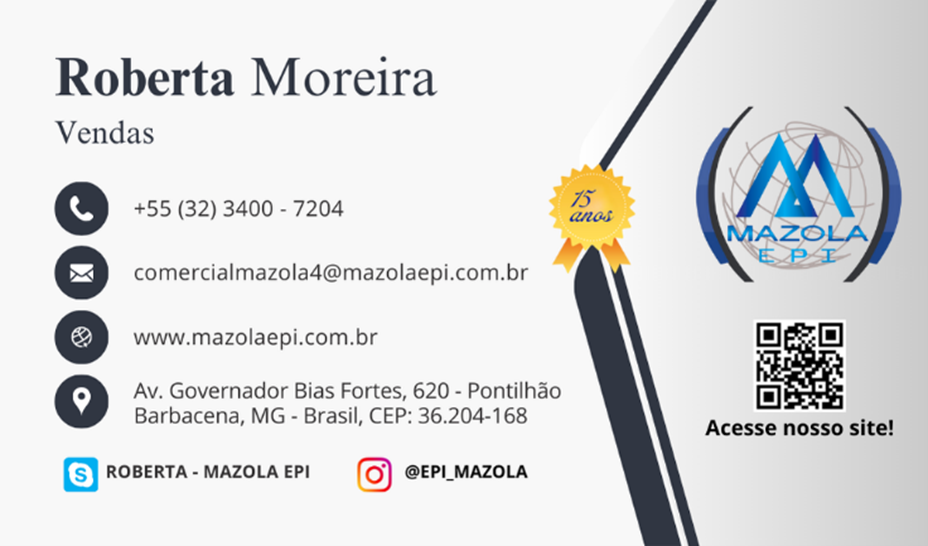 Roberta Moreira
Vendas
+55 (32) 3400 - 7204
comercialmazola4@mazolaepi.com.br
www.mazolaepi.com.br
Av. Governador Bias Fortes, 620 - Pontilhão
Barbacena, MG - Brasil, CEP: 36.204-168
ROBERTA - MAZOLA EPI
@EPI_MAZOLA
15
anos
MAZOLA
EPI
Acesse nosso site!